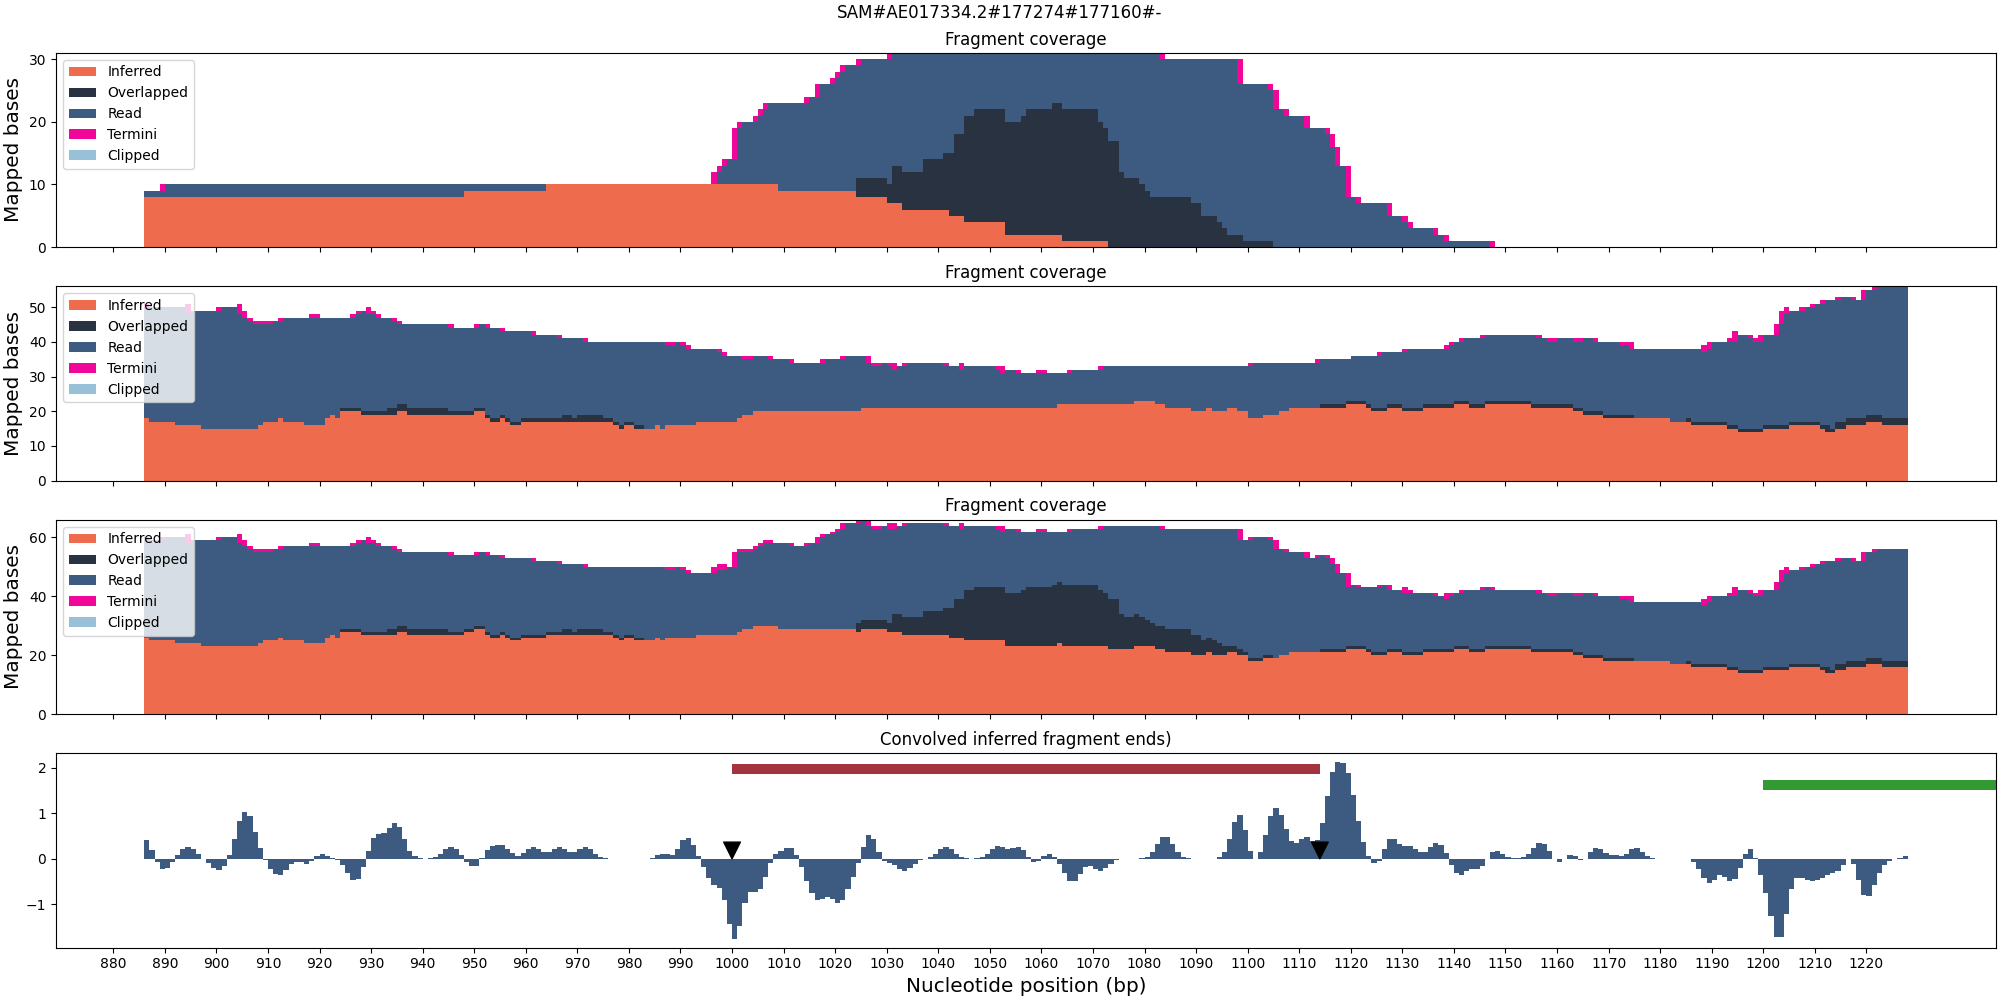 SAM#AE017334.2#177274#177160#-
Fragment coverage
30
20
10
0
Mapped bases
Inferred
Overlapped
Read
Termini
Clipped
Fragment coverage
50
40
30
20
10
0
Mapped bases
Inferred
Overlapped
Read
Termini
Clipped
Fragment coverage
60
40
20
0
Mapped bases
Inferred
Overlapped
Read
Termini
Clipped
Convolved inferred fragment ends)
2
1
0
−1
880 890 900 910 920 930 940 950 960 970 980 990 1000 1010 1020 1030 1040 1050 1060 1070 1080 1090 1100 1110 1120 1130 1140 1150 1160 1170 1180 1190 1200 1210 1220
Nucleotide position (bp)